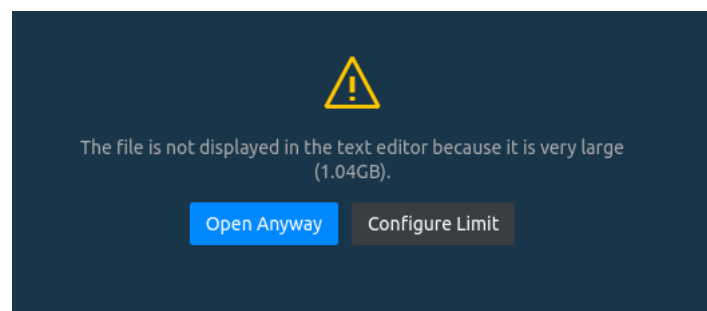 The file is not displayed in the text editor because it is very large
(1.04GB).
Open Anyway
Configure Limit